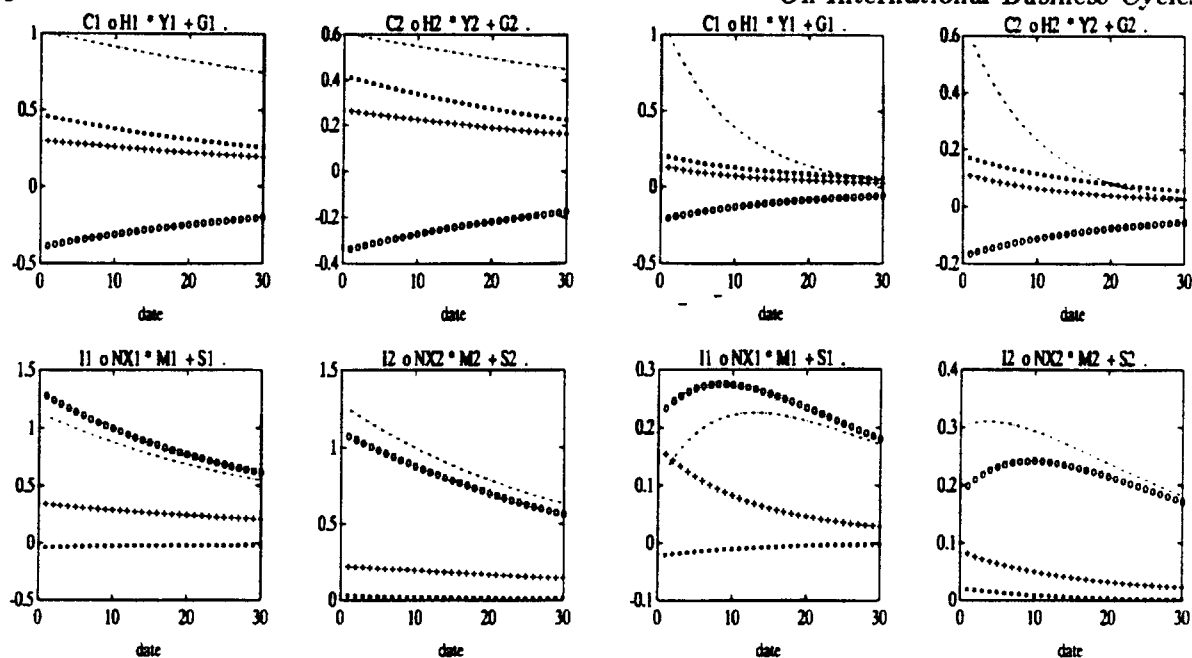 On International Business Cycles
C1 o H1 * Y1 + G1 .
1
0.5
0
-0.5
0 10 20 30
date
C2 o H2 * Y2 + G2 .
0.6
0.4
0.2
0
-0.2
-0.4
0 10 20 30
date
C1 o H1 * Y1 + G1 .
1
0.5
0
-0.5
0 10 20 30
date
C2 o H2 * Y2 + G2 .
0.6
0.4
0.2
0
-0.2
0 10 20 30
date
I1 o NX1 * M1 + S1 .
1.5
1
0.5
0
-0.5
0 10 20 30
date
I2 o NX2 * M2 + S2 .
1.5
1
0.5
0
0 10 20 30
date
I1 o NX1 * M1 + S1 .
0.3
0.2
0.1
0
-0.1
0 10 20 30
date
I2 o NX2 * M2 + S2 .
0.4
0.3
0.2
0.1
0
0 10 20 30
date